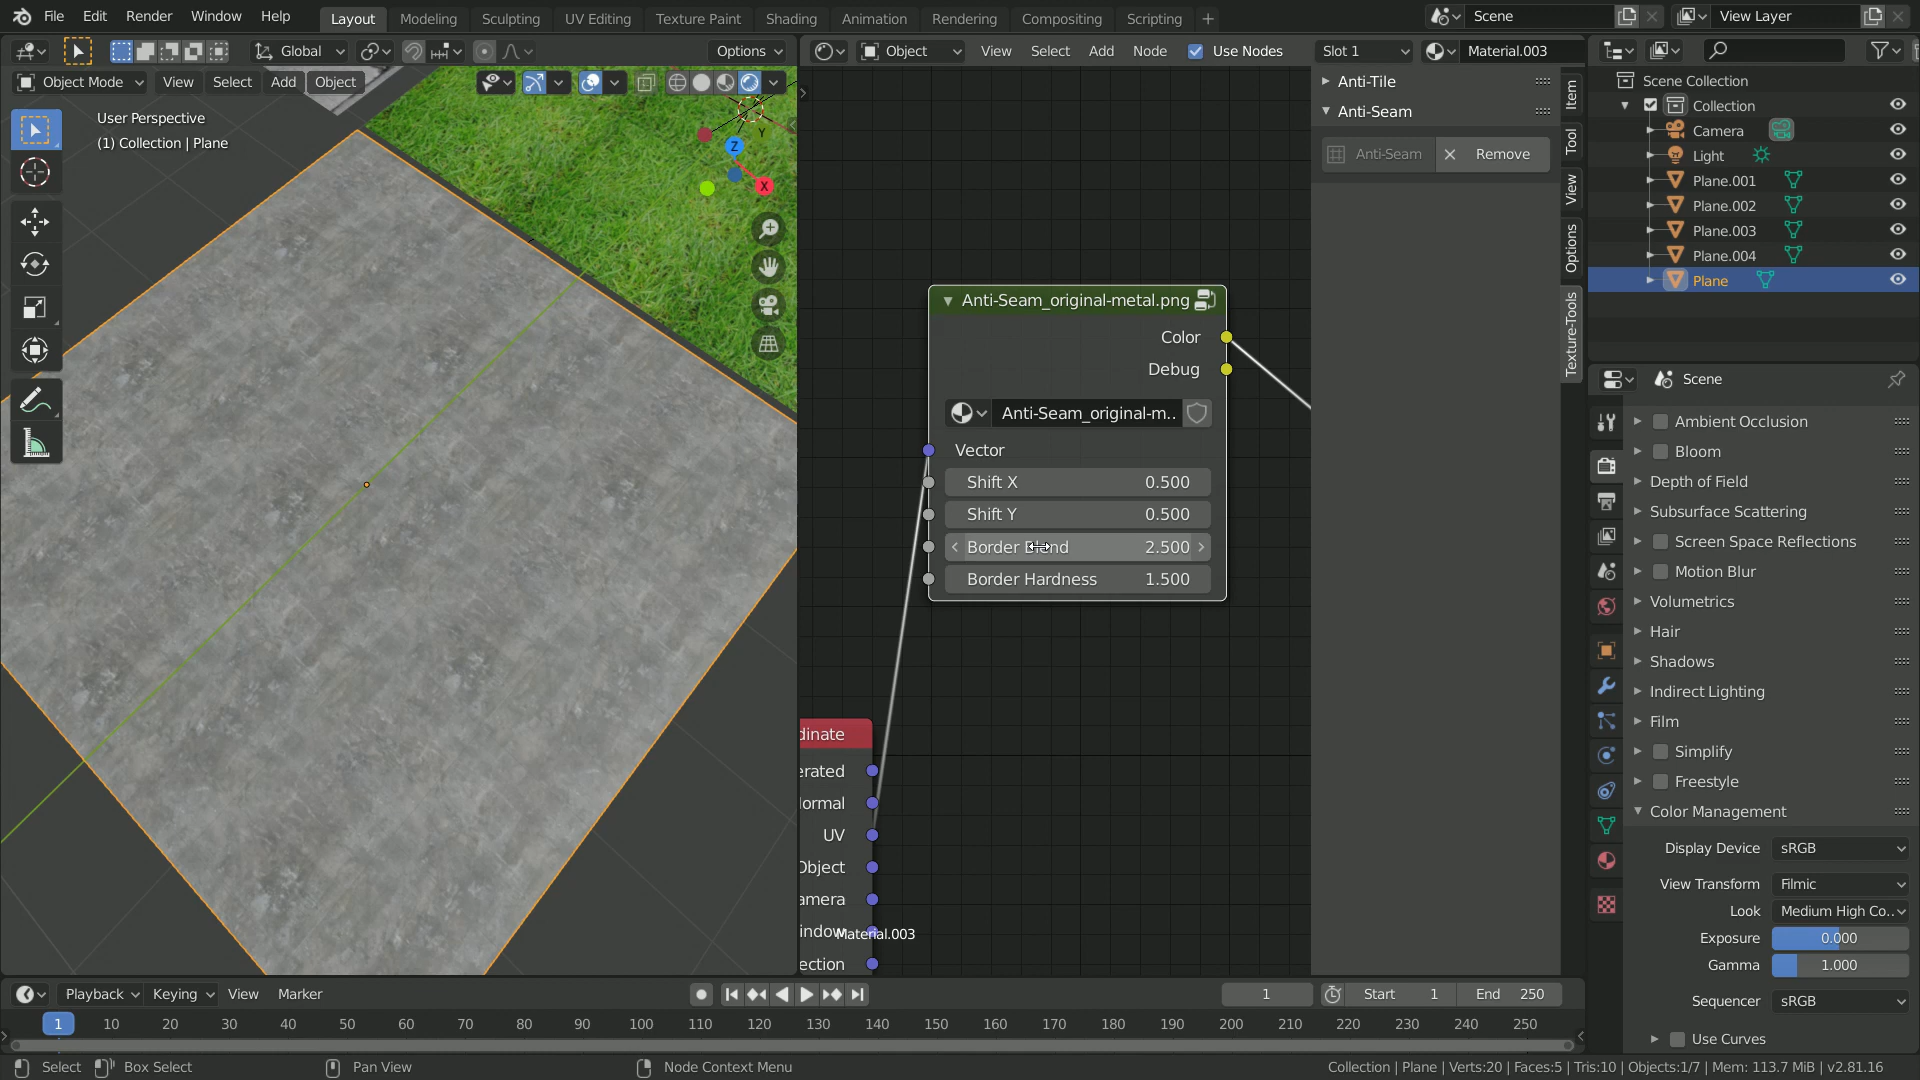 File Edit Render Window Help
Layout Modeling Sculpting UV Editing Texture Paint Shading Animation Rendering Compositing Scripting +
Scene
View Layer
Global
Options
Object View Select Add Node Use Nodes Slot 1 Material.003
Object Mode View Select Add Object
User Perspective
(1) Collection | Plane
Y
Z
X
Anti-Seam_original-metal.png
Color
Debug
Anti-Seam_original-m..
Vector
Shift X 0.500
Shift Y 0.500
Border Blend 2.500
Border Hardness 1.500
dinate
erated
lormal
UV
Object
amera
indow
ection
Material.003
Anti-Tile
Anti-Seam
Anti-Seam Remove
Item
Tool
View
Options
Texture-Tools
Scene Collection
Collection
Camera
Light
Plane.001
Plane.002
Plane.003
Plane.004
Plane
Scene
Ambient Occlusion
Bloom
Depth of Field
Subsurface Scattering
Screen Space Reflections
Motion Blur
Volumetrics
Hair
Shadows
Indirect Lighting
Film
Simplify
Freestyle
Color Management
Display Device sRGB
View Transform Filmic
Look Medium High Co..
Exposure 0.000
Gamma 1.000
Sequencer sRGB
Use Curves
Playback Keying View Marker
1 Start 1 End 250
1 10 20 30 40 50 60 70 80 90 100 110 120 130 140 150 160 170 180 190 200 210 220 230 240 250
Select Box Select Pan View Node Context Menu
Collection | Plane | Verts:20 | Faces:5 | Tris:10 | Objects:1/7 | Mem: 113.7 MiB | v2.81.16